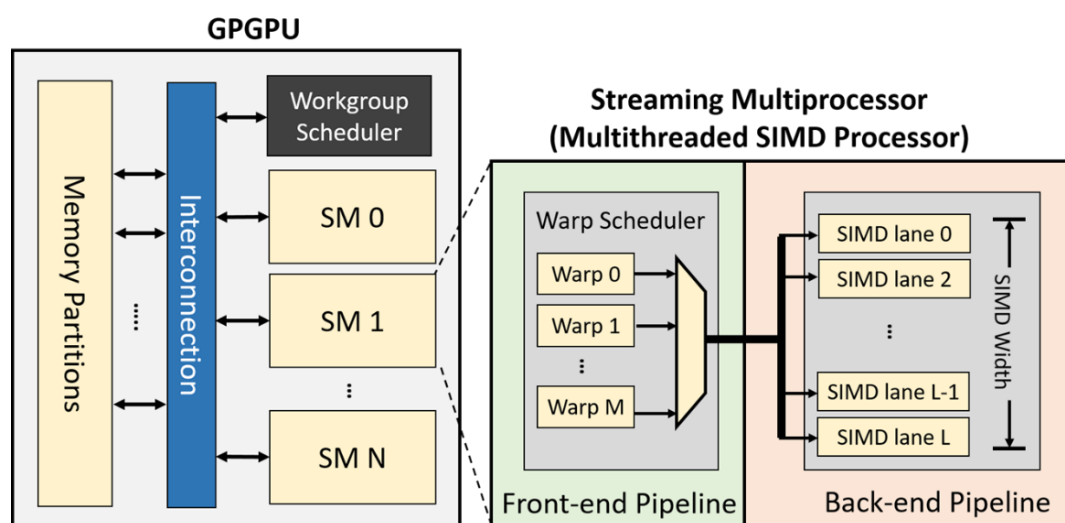 GPGPU
Memory Partitions
Interconnection
Workgroup
Scheduler
SM 0
SM 1
...
SM N
.....
Streaming Multiprocessor
(Multithreaded SIMD Processor)
Warp Scheduler
Warp 0
Warp 1
...
Warp M
Front-end Pipeline
SIMD lane 0
SIMD lane 2
...
SIMD lane L-1
SIMD lane L
SIMD Width
Back-end Pipeline